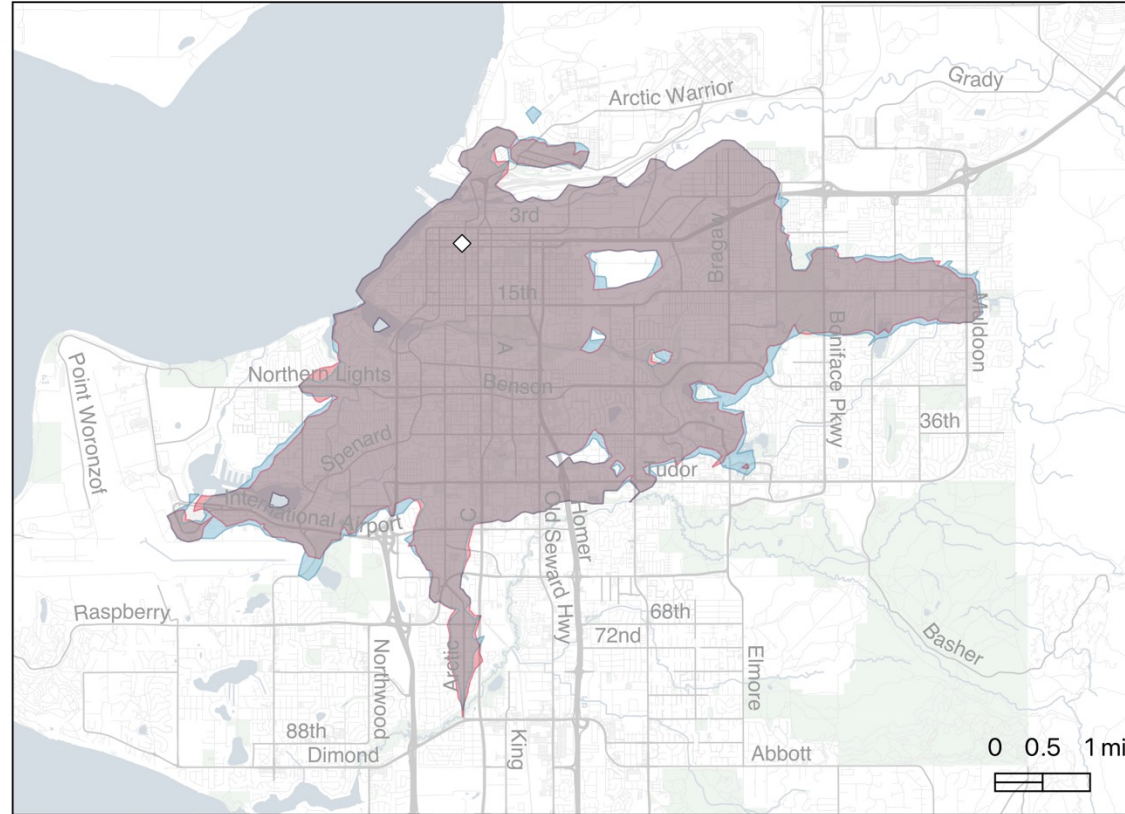 Grady
Arctic Warrior
3rd
Bragaw
15th
Muldoon
A
Boniface Pkwy
Point Woronzof
Northern Lights
Benson
36th
Spenard
Tudor
International Airport
C
Old Seward Hwy
Homer
Raspberry
68th
72nd
Basher
Northwood
Arctic
Elmore
88th
Dimond
King
Abbott
0 0.5 1 mi